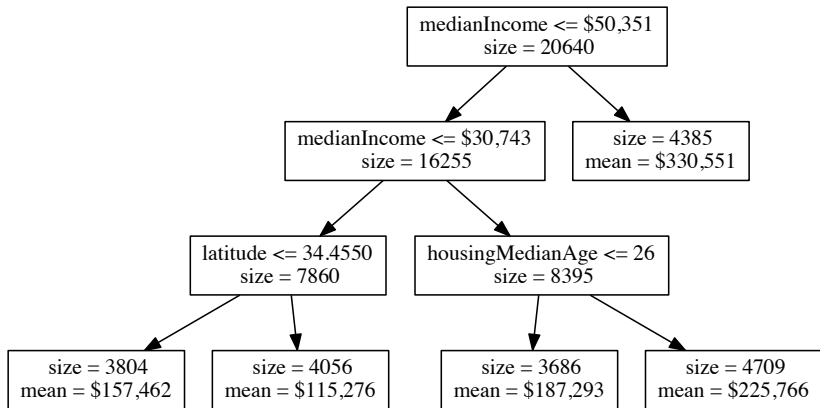 medianIncome <= $50,351
size = 20640
medianIncome <= $30,743
size = 16255
size = 4385
mean = $330,551
latitude <= 34.4550
size = 7860
housingMedianAge <= 26
size = 8395
size = 3804
mean = $157,462
size = 4056
mean = $115,276
size = 3686
mean = $187,293
size = 4709
mean = $225,766